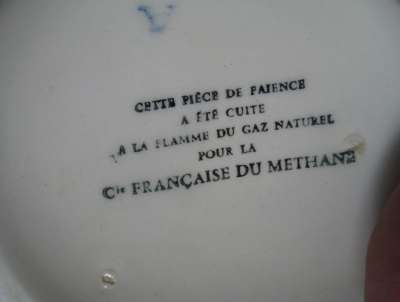 CETTE PIÈCE DE FAIENCE
A ÉTÉ CUITE
A LA FLAMME DU GAZ NATUREL
POUR LA
Cie FRANÇAISE DU METHANE